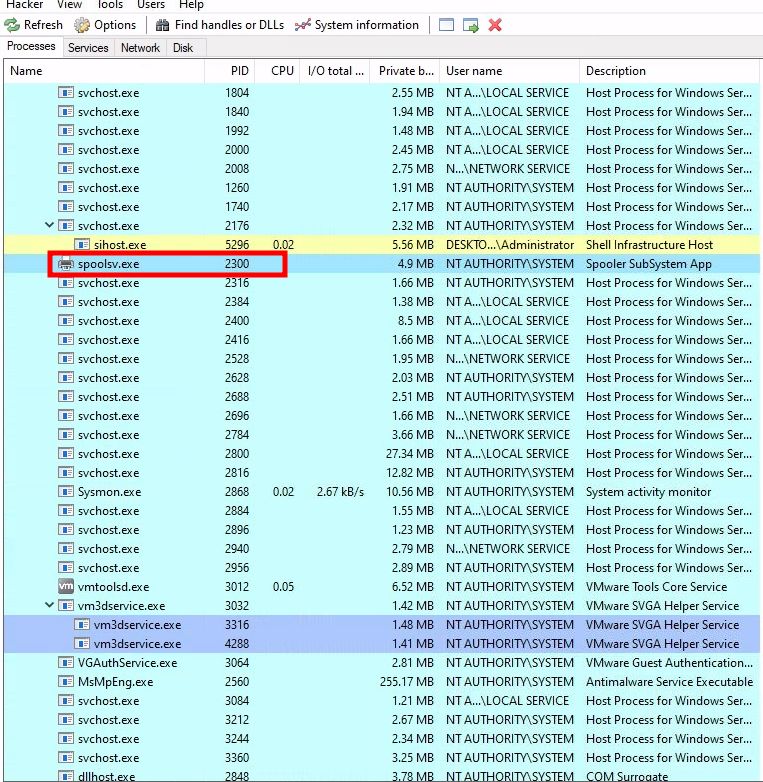 Hacker View Tools Users Help
Refresh Options Find handles or DLLs System information
Processes Services Network Disk
Name PID CPU I/O total ... Private b... User name Description
svchost.exe 1804 2.55 MB NT A...\LOCAL SERVICE Host Process for Windows Ser...
svchost.exe 1840 1.94 MB NT A...\LOCAL SERVICE Host Process for Windows Ser...
svchost.exe 1992 1.48 MB NT A...\LOCAL SERVICE Host Process for Windows Ser...
svchost.exe 2000 2.45 MB NT A...\LOCAL SERVICE Host Process for Windows Ser...
svchost.exe 2008 2.75 MB N...\NETWORK SERVICE Host Process for Windows Ser...
svchost.exe 1260 1.91 MB NT AUTHORITY\SYSTEM Host Process for Windows Ser...
svchost.exe 1740 2.17 MB NT AUTHORITY\SYSTEM Host Process for Windows Ser...
svchost.exe 2176 2.32 MB NT AUTHORITY\SYSTEM Host Process for Windows Ser...
sihost.exe 5296 0.02 5.56 MB DESKTO...\Administrator Shell Infrastructure Host
spoolsv.exe 2300 4.9 MB NT AUTHORITY\SYSTEM Spooler SubSystem App
svchost.exe 2316 1.66 MB NT AUTHORITY\SYSTEM Host Process for Windows Ser...
svchost.exe 2384 1.38 MB NT A...\LOCAL SERVICE Host Process for Windows Ser...
svchost.exe 2400 8.5 MB NT A...\LOCAL SERVICE Host Process for Windows Ser...
svchost.exe 2416 1.66 MB NT A...\LOCAL SERVICE Host Process for Windows Ser...
svchost.exe 2528 1.95 MB N...\NETWORK SERVICE Host Process for Windows Ser...
svchost.exe 2628 2.03 MB NT AUTHORITY\SYSTEM Host Process for Windows Ser...
svchost.exe 2688 2.51 MB NT AUTHORITY\SYSTEM Host Process for Windows Ser...
svchost.exe 2696 1.66 MB N...\NETWORK SERVICE Host Process for Windows Ser...
svchost.exe 2784 3.66 MB N...\NETWORK SERVICE Host Process for Windows Ser...
svchost.exe 2800 27.34 MB NT A...\LOCAL SERVICE Host Process for Windows Ser...
svchost.exe 2816 12.82 MB NT AUTHORITY\SYSTEM Host Process for Windows Ser...
Sysmon.exe 2868 0.02 2.67 kB/s 10.56 MB NT AUTHORITY\SYSTEM System activity monitor
svchost.exe 2884 1.55 MB NT A...\LOCAL SERVICE Host Process for Windows Ser...
svchost.exe 2896 1.23 MB NT AUTHORITY\SYSTEM Host Process for Windows Ser...
svchost.exe 2940 2.79 MB N...\NETWORK SERVICE Host Process for Windows Ser...
svchost.exe 2956 2.89 MB NT AUTHORITY\SYSTEM Host Process for Windows Ser...
vm vmtoolsd.exe 3012 0.05 6.52 MB NT AUTHORITY\SYSTEM VMware Tools Core Service
vm3dservice.exe 3032 1.42 MB NT AUTHORITY\SYSTEM VMware SVGA Helper Service
vm3dservice.exe 3316 1.48 MB NT AUTHORITY\SYSTEM VMware SVGA Helper Service
vm3dservice.exe 4288 1.41 MB NT AUTHORITY\SYSTEM VMware SVGA Helper Service
VGAuthService.exe 3064 2.81 MB NT AUTHORITY\SYSTEM VMware Guest Authentication...
MsMpEng.exe 2560 255.17 MB NT AUTHORITY\SYSTEM Antimalware Service Executable
svchost.exe 3084 1.21 MB NT A...\LOCAL SERVICE Host Process for Windows Ser...
svchost.exe 3212 2.67 MB NT AUTHORITY\SYSTEM Host Process for Windows Ser...
svchost.exe 3244 2.34 MB NT AUTHORITY\SYSTEM Host Process for Windows Ser...
svchost.exe 3360 3.25 MB NT AUTHORITY\SYSTEM Host Process for Windows Ser...
dllhost.exe 2848 3.78 MB NT AUTHORITY\SYSTEM COM Surrogate